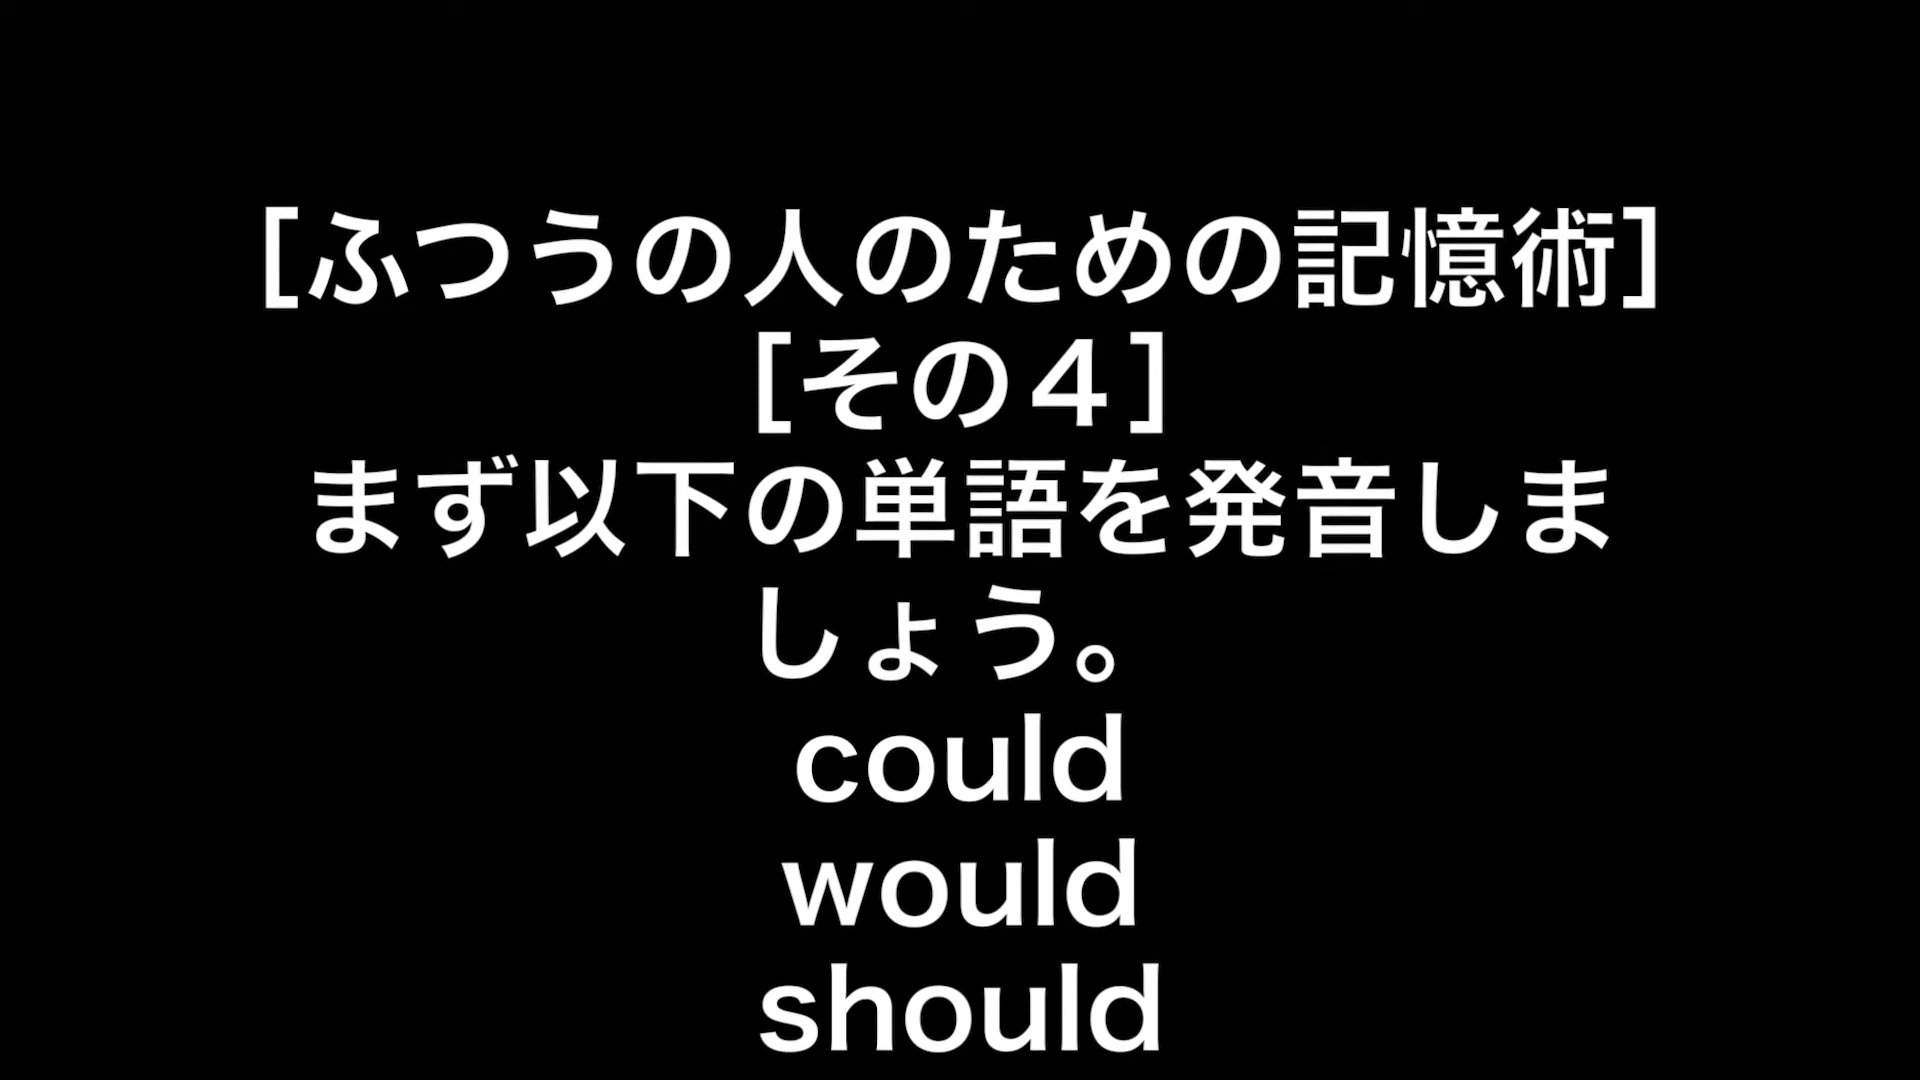 ［ふつうの人のための記憶術］
［その４］
まず以下の単語を発音しま
しょう。
could
would
should